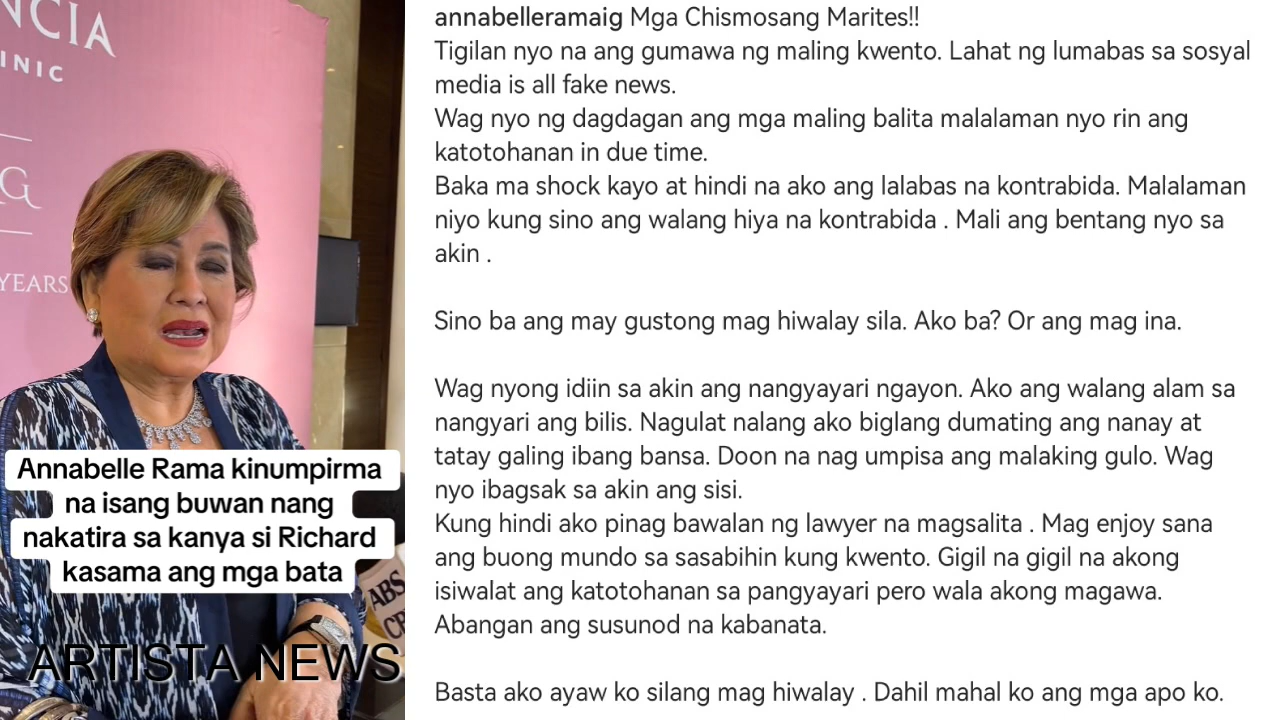 NCIA
INIC
G
YEARS
Annabelle Rama kinumpirma
na isang buwan nang
nakatira sa kanya si Richard
kasama ang mga bata
ABS
CB
ARTISTA NEWS
annabelleramaig Mga Chismosang Marites!!
Tigilan nyo na ang gumawa ng maling kwento. Lahat ng lumabas sa sosyal
media is all fake news.
Wag nyo ng dagdagan ang mga maling balita malalaman nyo rin ang
katotohanan in due time.
Baka ma shock kayo at hindi na ako ang lalabas na kontrabida. Malalaman
niyo kung sino ang walang hiya na kontrabida . Mali ang bentang nyo sa
akin .
Sino ba ang may gustong mag hiwalay sila. Ako ba? Or ang mag ina.
Wag nyong idiin sa akin ang nangyayari ngayon. Ako ang walang alam sa
nangyari ang bilis. Nagulat nalang ako biglang dumating ang nanay at
tatay galing ibang bansa. Doon na nag umpisa ang malaking gulo. Wag
nyo ibagsak sa akin ang sisi.
Kung hindi ako pinag bawalan ng lawyer na magsalita . Mag enjoy sana
ang buong mundo sa sasabihin kung kwento. Gigil na gigil na akong
isiwalat ang katotohanan sa pangyayari pero wala akong magawa.
Abangan ang susunod na kabanata.
Basta ako ayaw ko silang mag hiwalay . Dahil mahal ko ang mga apo ko.